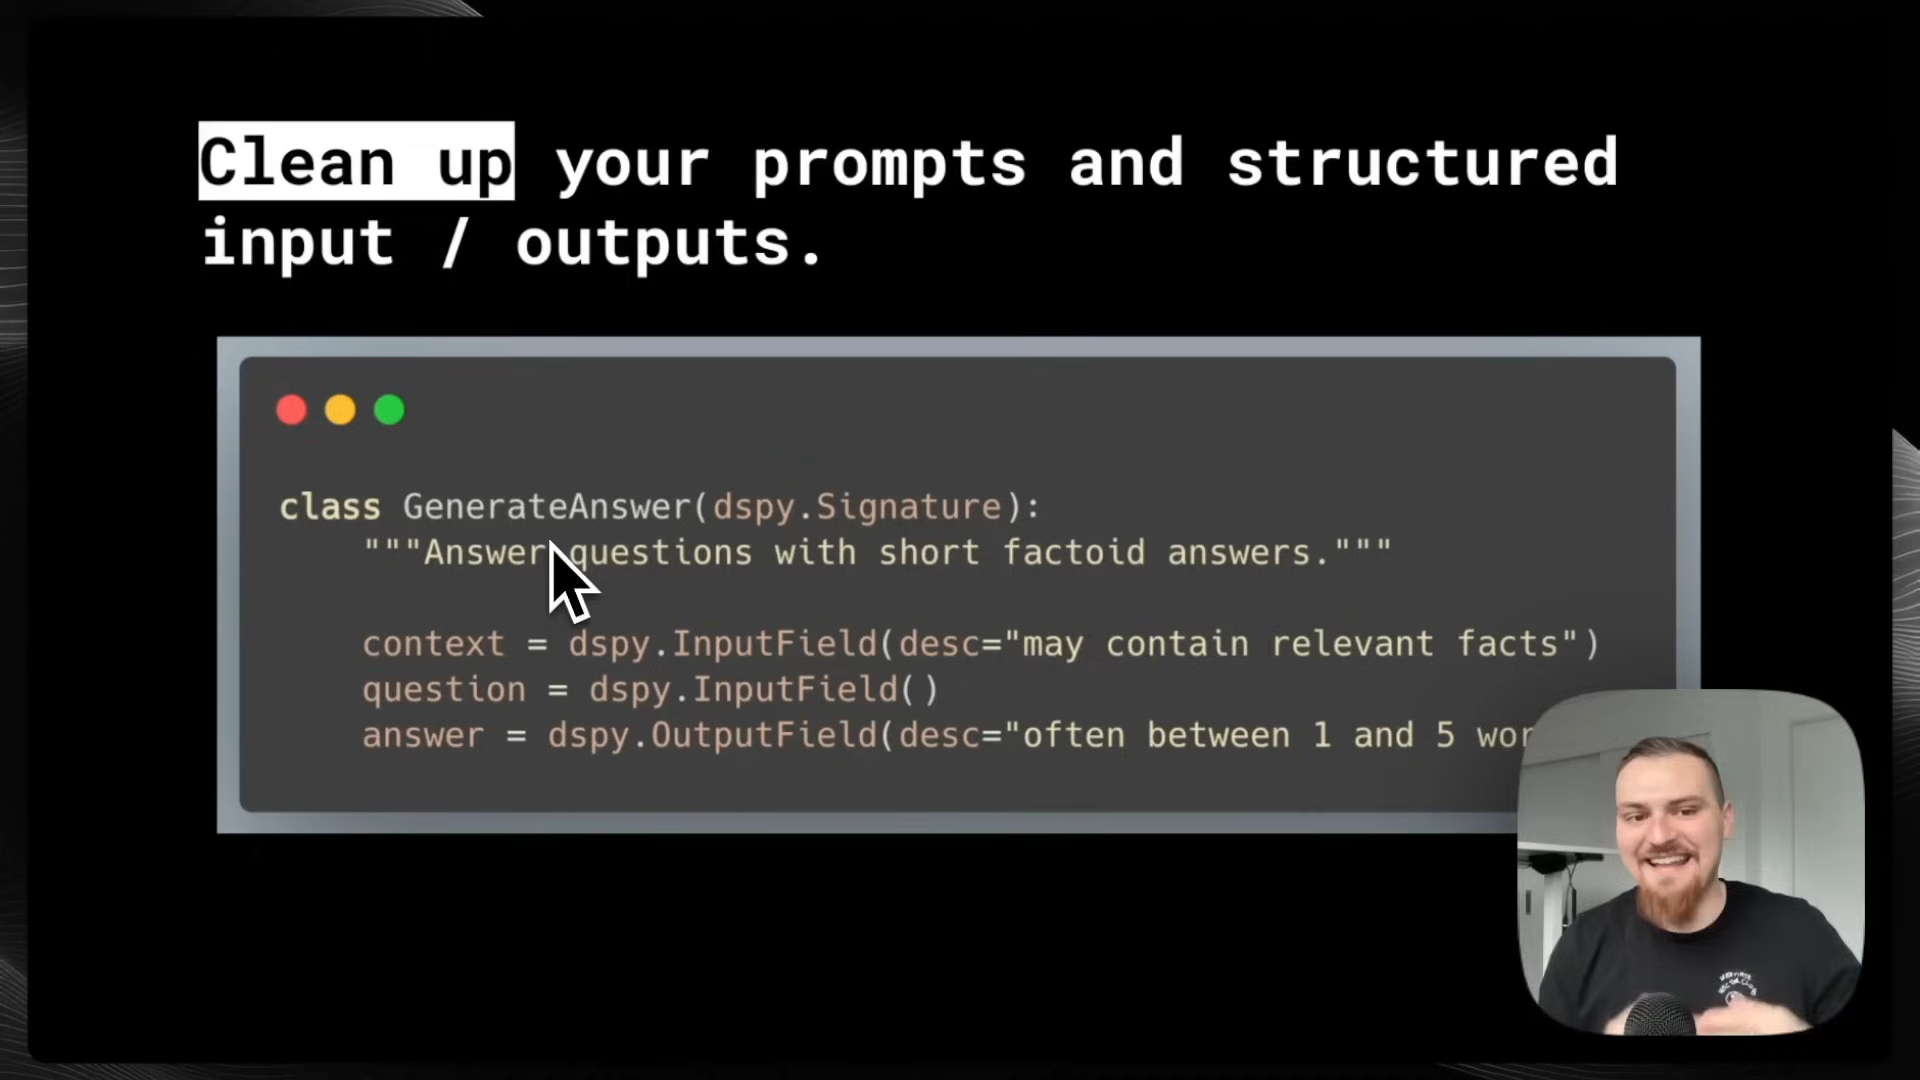 Clean up your prompts and structured
input / outputs.
class GenerateAnswer(dspy.Signature):
"""Answer questions with short factoid answers."""
context = dspy.InputField(desc="may contain relevant facts")
question = dspy.InputField()
answer = dspy.OutputField(desc="often between 1 and 5